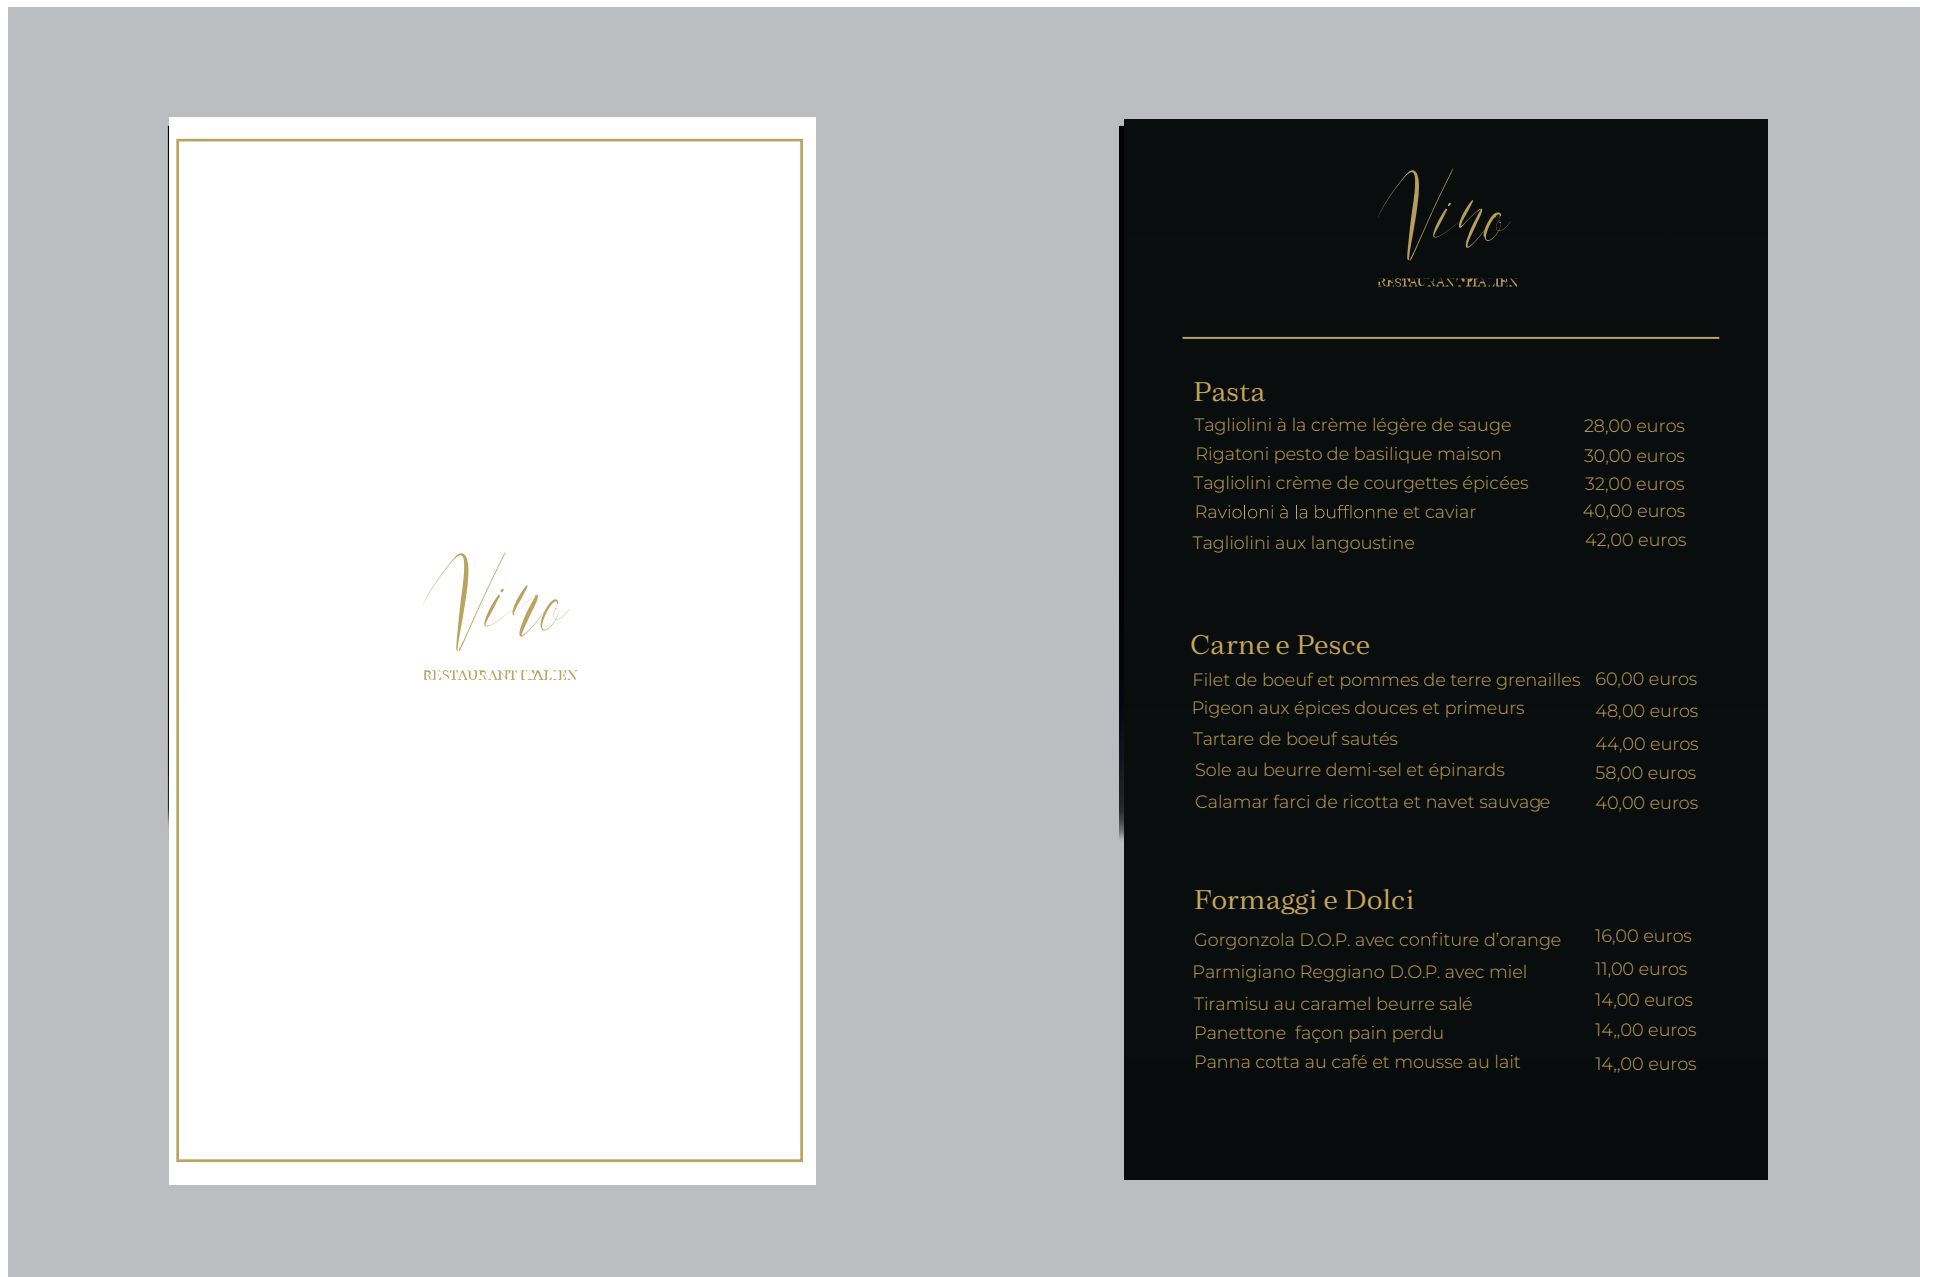 Vino
RESTAURANT ITALIEN
Vino
RESTAURANT ITALIEN
Pasta
Tagliolini à la crème légère de sauge 28,00 euros
Rigatoni pesto de basilique maison 30,00 euros
Tagliolini crème de courgettes épicées 32,00 euros
Ravioloni à la bufflonne et caviar 40,00 euros
Tagliolini aux langoustine 42,00 euros
Carne e Pesce
Filet de boeuf et pommes de terre grenailles 60,00 euros
Pigeon aux épices douces et primeurs 48,00 euros
Tartare de boeuf sautés 44,00 euros
Sole au beurre demi-sel et épinards 58,00 euros
Calamar farci de ricotta et navet sauvage 40,00 euros
Formaggi e Dolci
Gorgonzola D.O.P. avec confiture d’orange 16,00 euros
Parmigiano Reggiano D.O.P. avec miel 11,00 euros
Tiramisu au caramel beurre salé 14,00 euros
Panettone façon pain perdu 14,,00 euros
Panna cotta au café et mousse au lait 14,,00 euros